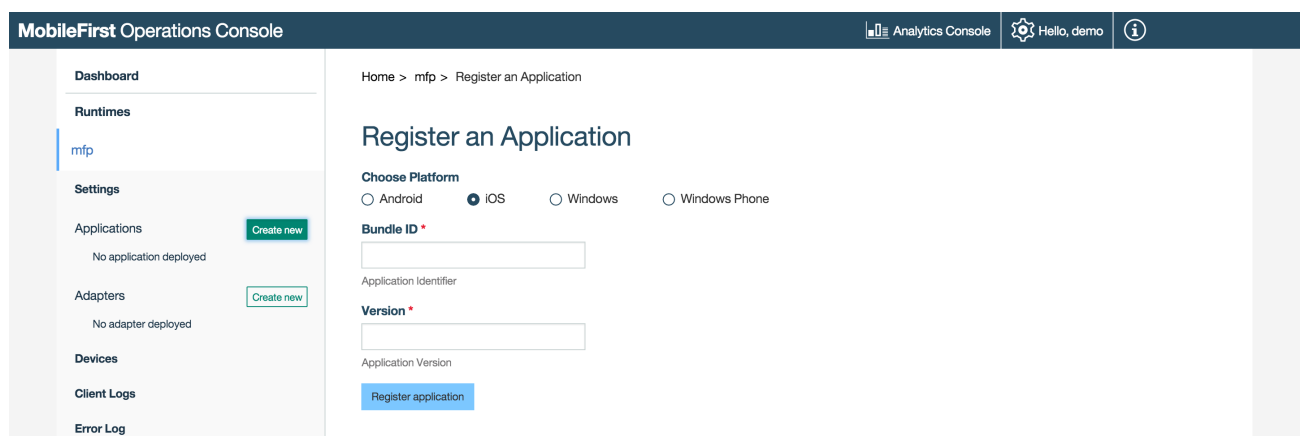 MobileFirst Operations Console
Analytics Console
Hello, demo
Dashboard
Runtimes
mfp
Settings
Applications
Create new
No application deployed
Adapters
Create new
No adapter deployed
Devices
Client Logs
Error Log
Home > mfp > Register an Application
Register an Application
Choose Platform
Android iOS Windows Windows Phone
Bundle ID *
Application Identifier
Version *
Application Version
Register application